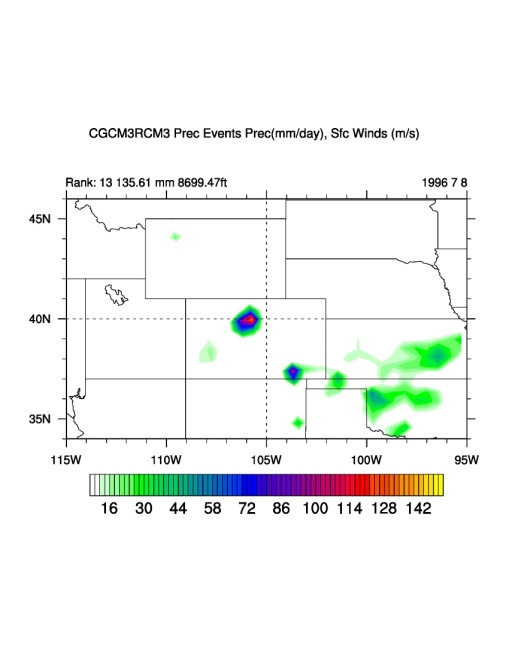 CGCM3RCM3 Prec Events Prec(mm/day), Sfc Winds (m/s)
Rank: 13 135.61 mm 8699.47ft 1996 7 8
45N
40N
35N
115W 110W 105W 100W 95W
16 30 44 58 72 86 100 114 128 142